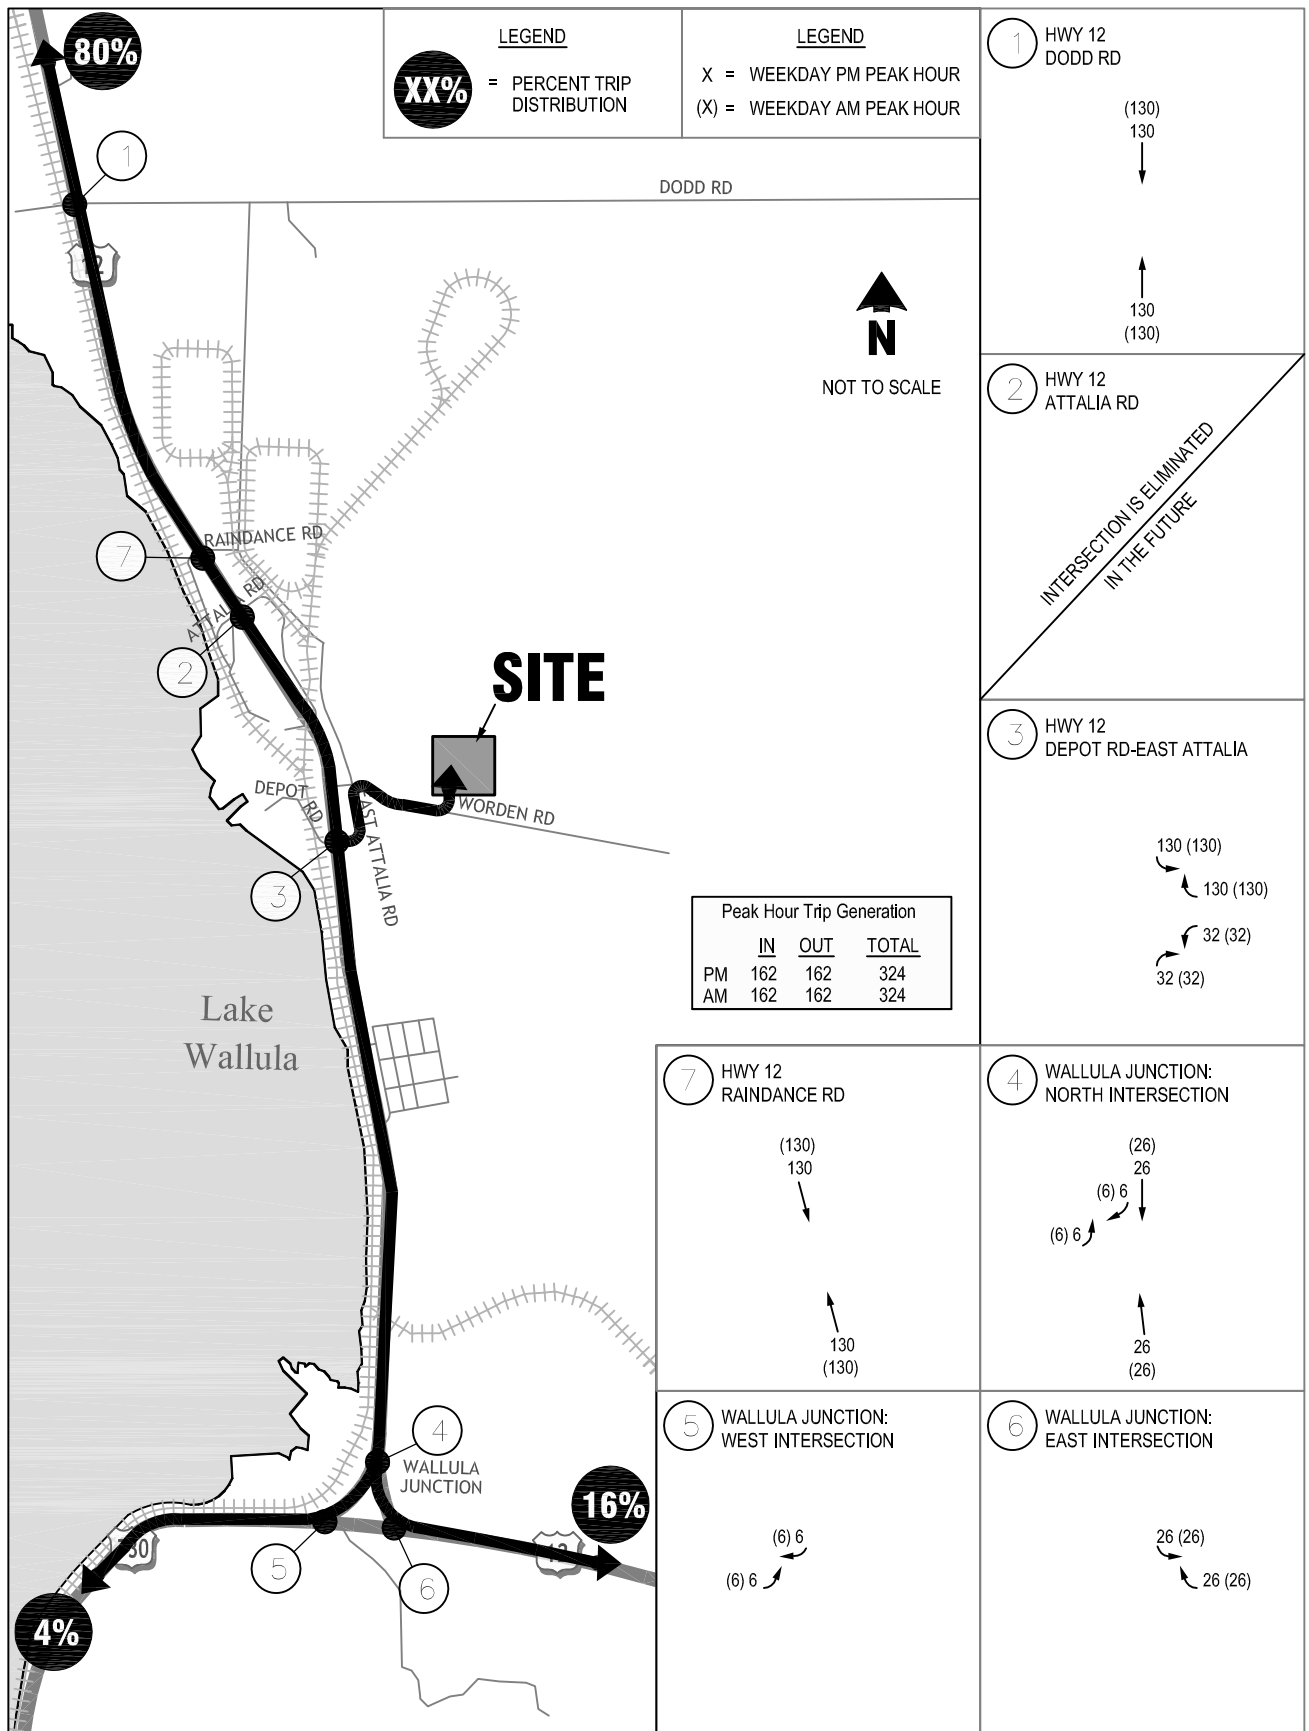 80%
LEGEND
XX% = PERCENT TRIP
DISTRIBUTION
LEGEND
X = WEEKDAY PM PEAK HOUR
(X) = WEEKDAY AM PEAK HOUR
1
DODD RD
12
N
NOT TO SCALE
RAINDANCE RD
7
ATTALIA RD
2
SITE
DEPOT RD
EAST ATTALIA RD
WORDEN RD
3
Peak Hour Trip Generation
IN OUT TOTAL
PM 162 162 324
AM 162 162 324
Lake
Wallula
4
WALLULA
JUNCTION
16%
12
5
6
730
4%
1 HWY 12
DODD RD
(130)
130
130
(130)
2 HWY 12
ATTALIA RD
INTERSECTION IS ELIMINATED
IN THE FUTURE
3 HWY 12
DEPOT RD-EAST ATTALIA
130 (130)
130 (130)
32 (32)
32 (32)
7 HWY 12
RAINDANCE RD
(130)
130
130
(130)
4 WALLULA JUNCTION:
NORTH INTERSECTION
(26)
26
(6) 6
(6) 6
26
(26)
5 WALLULA JUNCTION:
WEST INTERSECTION
(6) 6
(6) 6
6 WALLULA JUNCTION:
EAST INTERSECTION
26 (26)
26 (26)